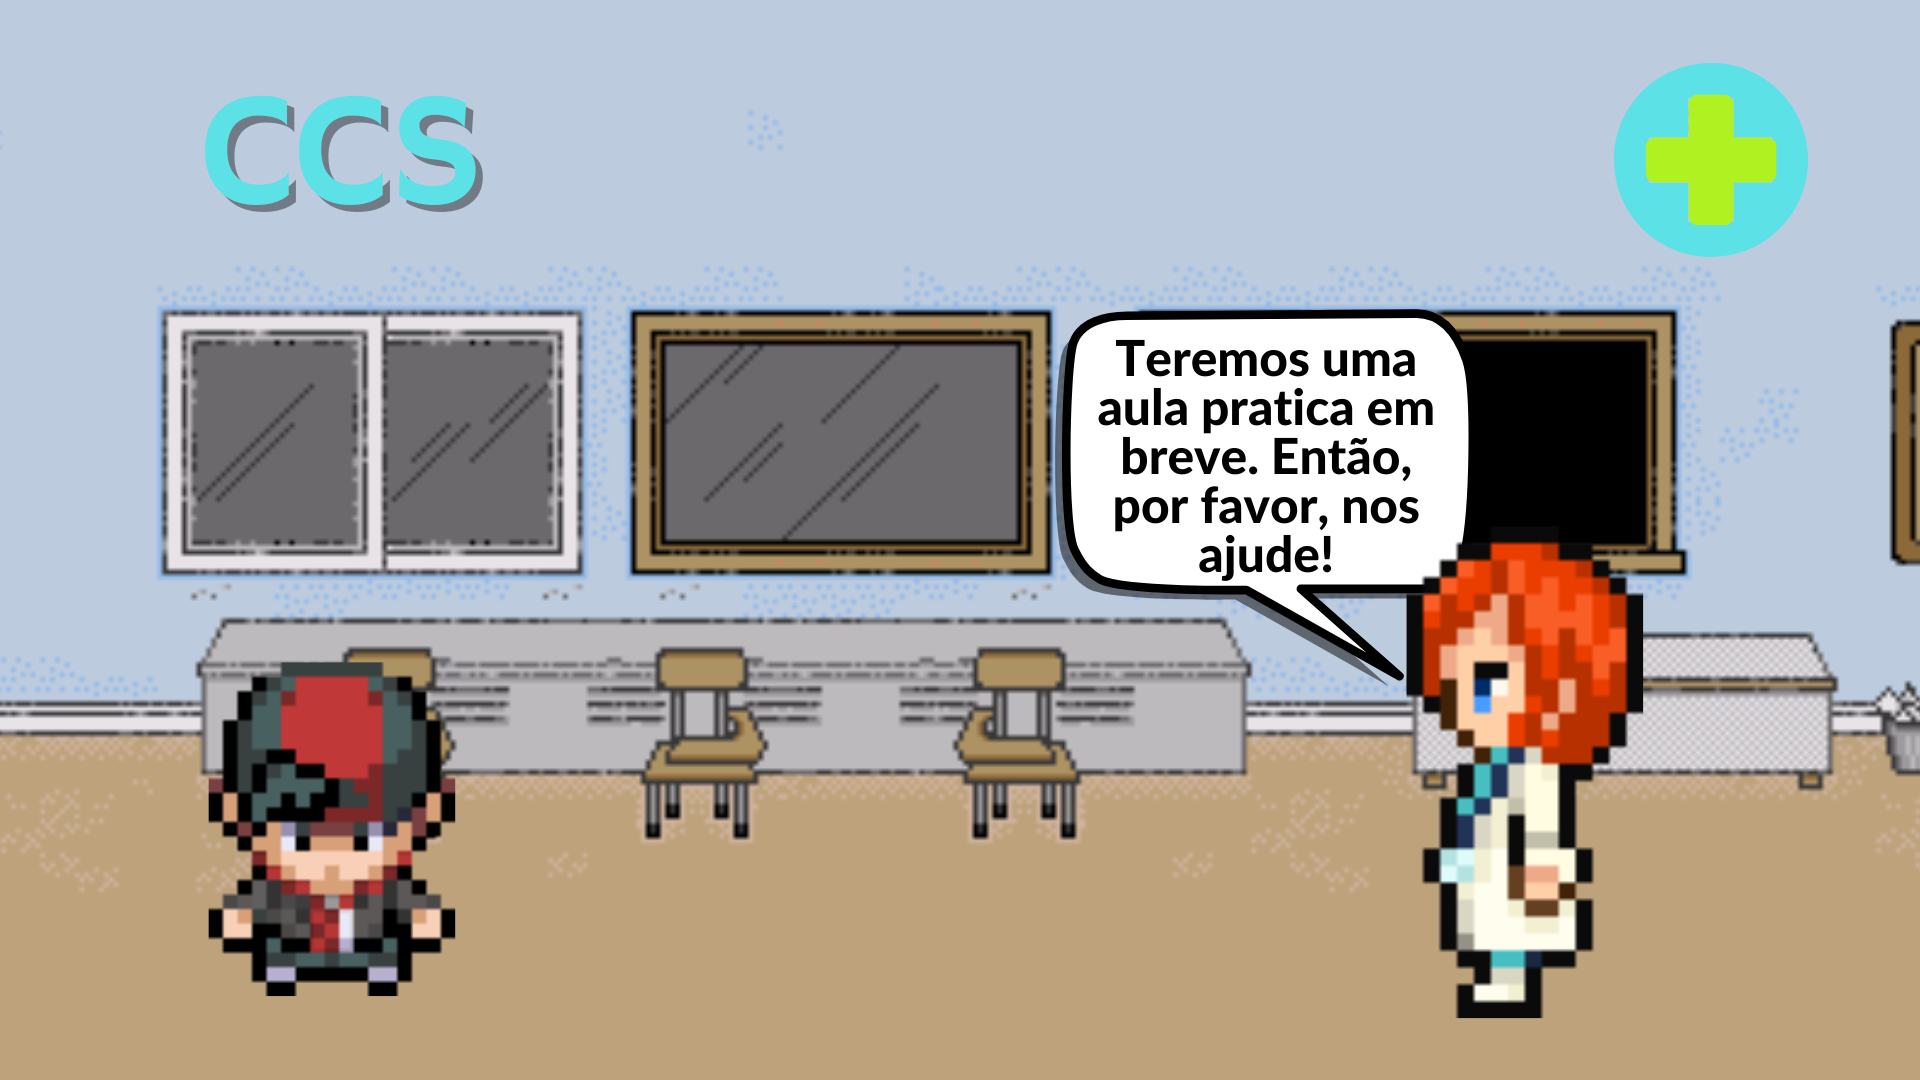 CCS
Teremos uma
aula pratica em
breve. Então,
por favor, nos
ajude!